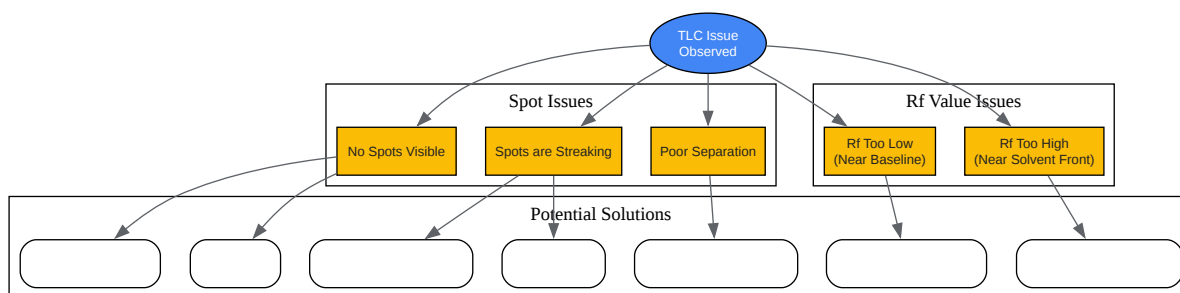 TLC Issue
Observed
Spot Issues
Rf Value Issues
No Spots Visible
Spots are Streaking
Poor Separation
Rf Too Low
(Near Baseline)
Rf Too High
(Near Solvent Front)
Potential Solutions